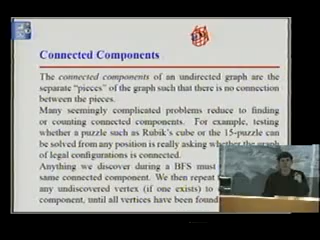 Connected Components
The connected components of an undirected graph are the
separate "pieces" of the graph such that there is no connection
between the pieces.
Many seemingly complicated problems reduce to finding
or counting connected components. For example, testing
whether a puzzle such as Rubik's cube or the 15-puzzle can
be solved from any position is really asking whether the graph
of legal configurations is connected.
Anything we discover during a BFS must
same connected component. We then repeat
any undiscovered vertex (if one exists) to
component, until all vertices have been found